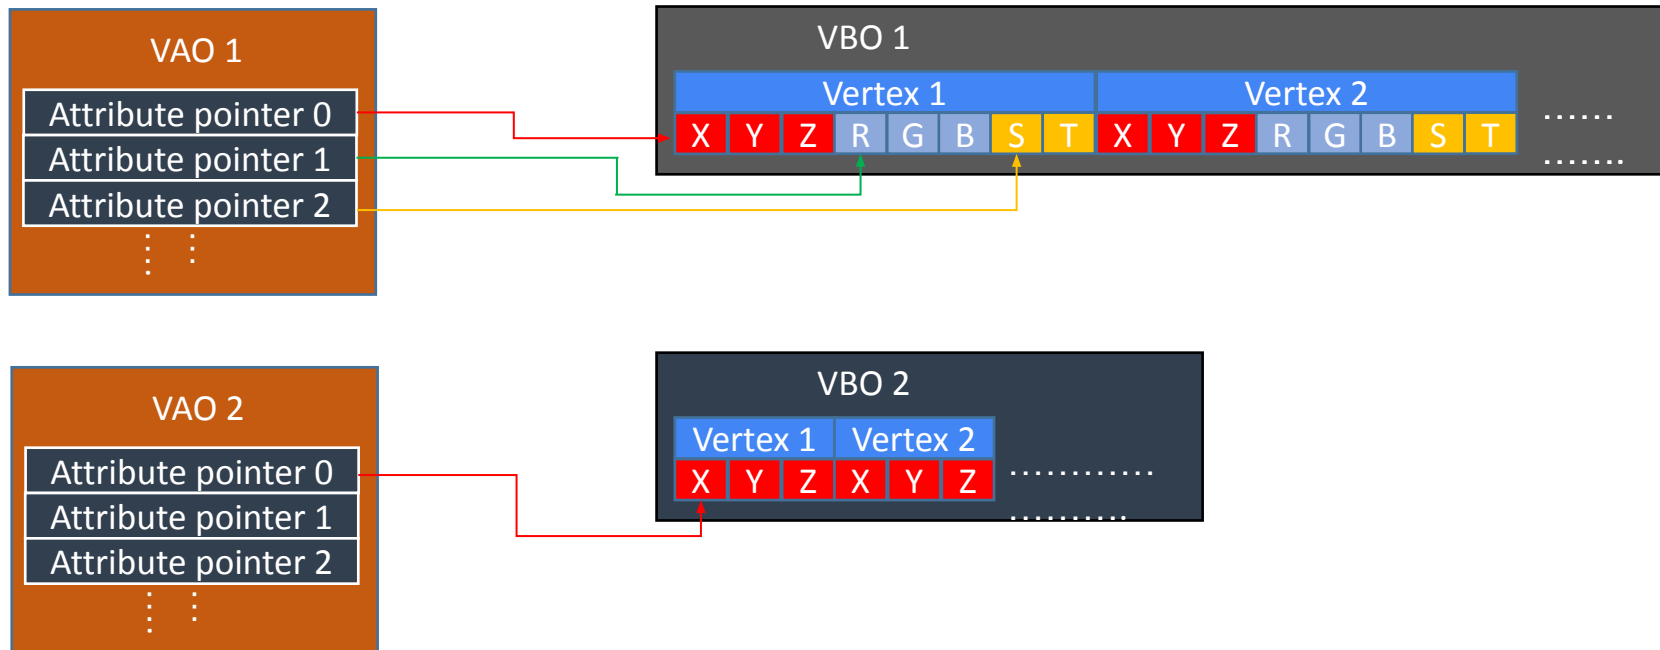 VAO 1
Attribute pointer 0
Attribute pointer 1
Attribute pointer 2
VBO 1
Vertex 1 Vertex 2
X Y Z R G B S T X Y Z R G B S T
VAO 2
Attribute pointer 0
Attribute pointer 1
Attribute pointer 2
VBO 2
Vertex 1 Vertex 2
X Y Z X Y Z